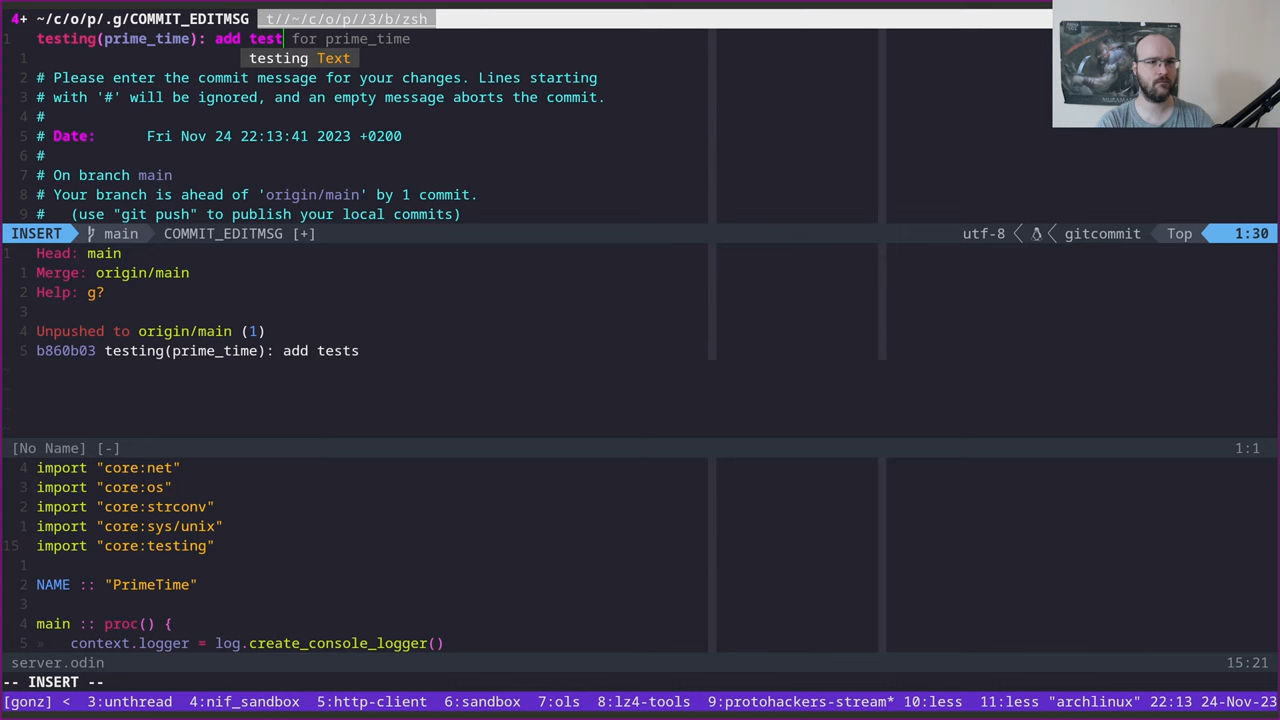 4+ ~/c/o/p/.g/COMMIT_EDITMSG t//~/c/o/p//3/b/zsh
1 testing(prime_time): add test for prime_time
testing Text
1
2 # Please enter the commit message for your changes. Lines starting
3 # with '#' will be ignored, and an empty message aborts the commit.
4 #
5 # Date: Fri Nov 24 22:13:41 2023 +0200
6 #
7 # On branch main
8 # Your branch is ahead of 'origin/main' by 1 commit.
9 # (use "git push" to publish your local commits)
INSERT main COMMIT_EDITMSG [+] utf-8 gitcommit Top 1:30
1 Head: main
1 Merge: origin/main
2 Help: g?
3
4 Unpushed to origin/main (1)
5 b860b03 testing(prime_time): add tests
[No Name] [-] 1:1
4 import "core:net"
3 import "core:os"
2 import "core:strconv"
1 import "core:sys/unix"
15 import "core:testing"
1
2 NAME :: "PrimeTime"
3
4 main :: proc() {
5 » context.logger = log.create_console_logger()
server.odin 15:21
-- INSERT --
[gonz] < 3:unthread 4:nif_sandbox 5:http-client 6:sandbox 7:ols 8:lz4-tools 9:protohackers-stream* 10:less 11:less "archlinux" 22:13 24-Nov-23